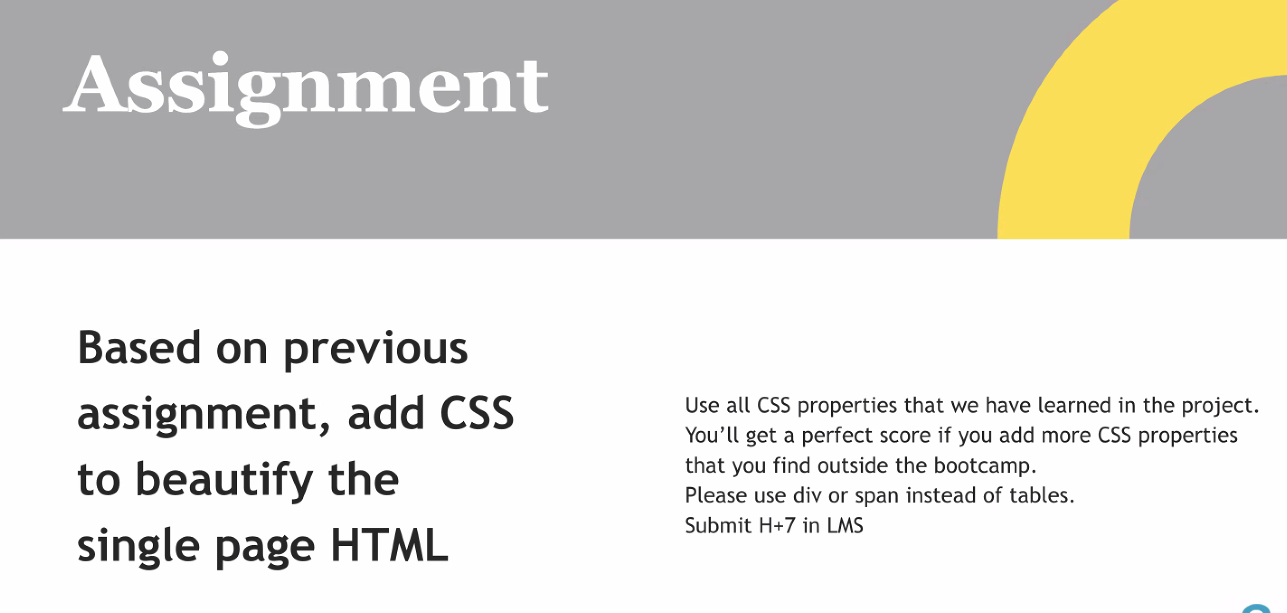 Assignment
Based on previous
assignment, add CSS
to beautify the
single page HTML
Use all CSS properties that we have learned in the project.
You’ll get a perfect score if you add more CSS properties
that you find outside the bootcamp.
Please use div or span instead of tables.
Submit H+7 in LMS